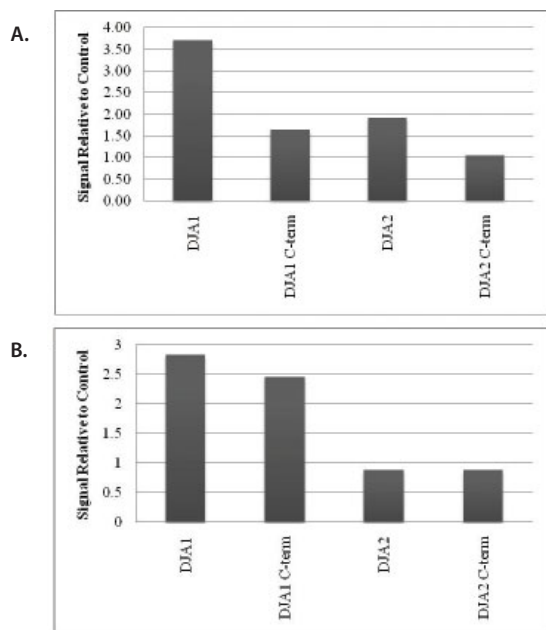 A.
Signal Relative to Control
4.00
3.50
3.00
2.50
2.00
1.50
1.00
0.50
0.00
DJA1
DJA1 C-term
DJA2
DJA2 C-term
B.
Signal Relative to Control
3
2.5
2
1.5
1
0.5
0
DJA1
DJA1 C-term
DJA2
DJA2 C-term